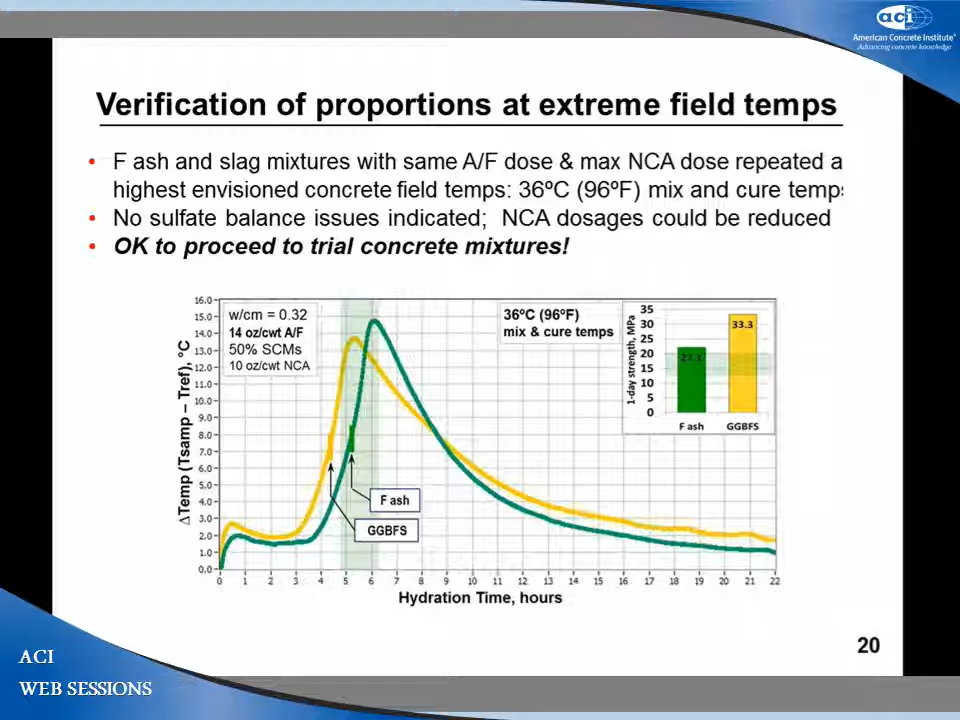 aci
American Concrete Institute®
Advancing concrete knowledge
Verification of proportions at extreme field temps
• F ash and slag mixtures with same A/F dose & max NCA dose repeated a
highest envisioned concrete field temps: 36ºC (96ºF) mix and cure temp
• No sulfate balance issues indicated; NCA dosages could be reduced
• OK to proceed to trial concrete mixtures!
ΔTemp (Tsamp – Tref), °C
16.0
15.0
14.0
13.0
12.0
11.0
10.0
9.0
8.0
7.0
6.0
5.0
4.0
3.0
2.0
1.0
0.0
w/cm = 0.32
14 oz/cwt A/F
50% SCMs
10 oz/cwt NCA
36ºC (96ºF)
mix & cure temps
1-day strength, MPa
35
30
25
20
15
10
5
0
33.3
F ash GGBFS
F ash
GGBFS
0 1 2 3 4 5 6 7 8 9 10 11 12 13 14 15 16 17 18 19 20 21 22
Hydration Time, hours
20
ACI
WEB SESSIONS